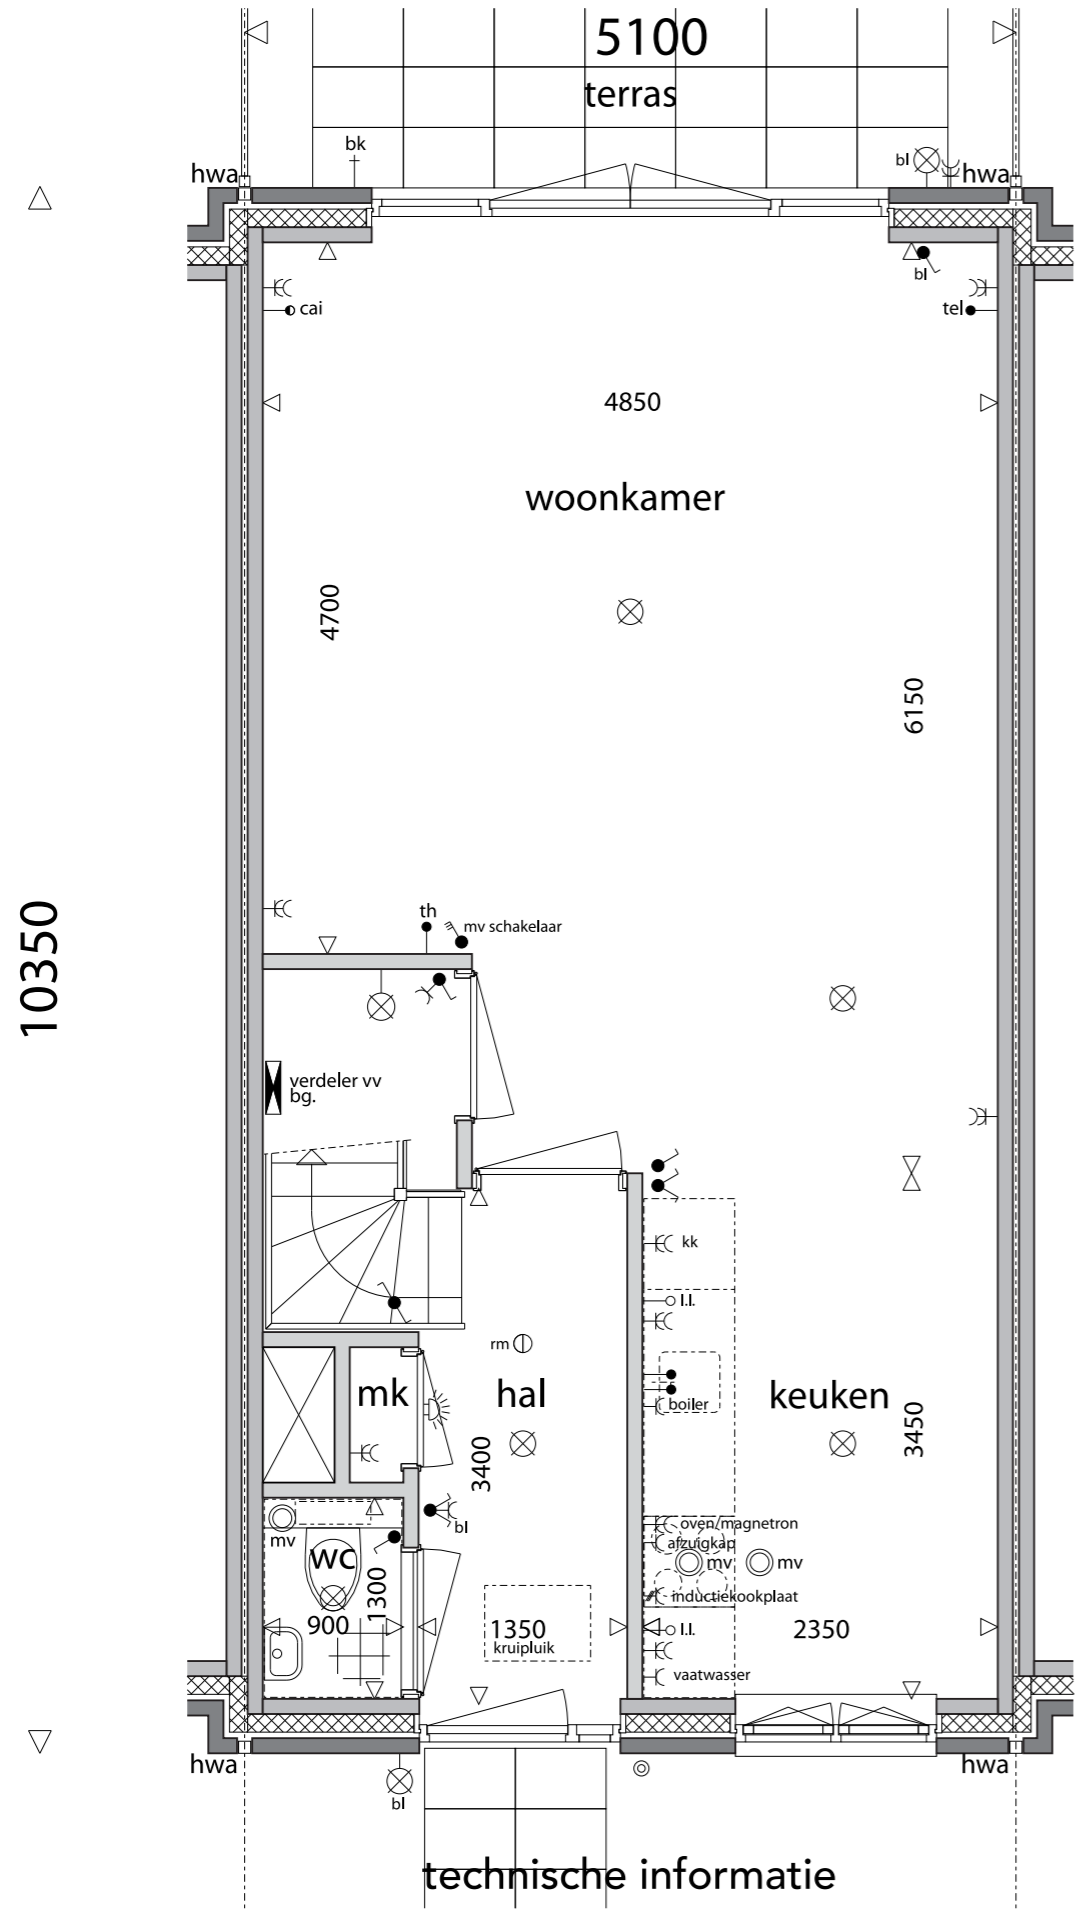 5100
terras
bk
bl
hwa
hwa
bl
cai
tel
4850
woonkamer
4700
6150
th
mv schakelaar
10350
verdeler vv
bg.
kk
l.l.
rm
mk
hal
boiler
keuken
3400
3450
bl
oven/magnetron
mv
afzuigkap
wc
mv
mv
1300
inductiekookplaat
900
1350
l.l.
2350
kruipluik
vaatwasser
hwa
hwa
bl
technische informatie